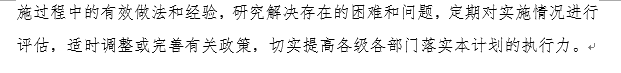 施过程中的有效做法和经验，研究解决存在的困难和问题，定期对实施情况进行
评估，适时调整或完善有关政策，切实提高各级各部门落实本计划的执行力。